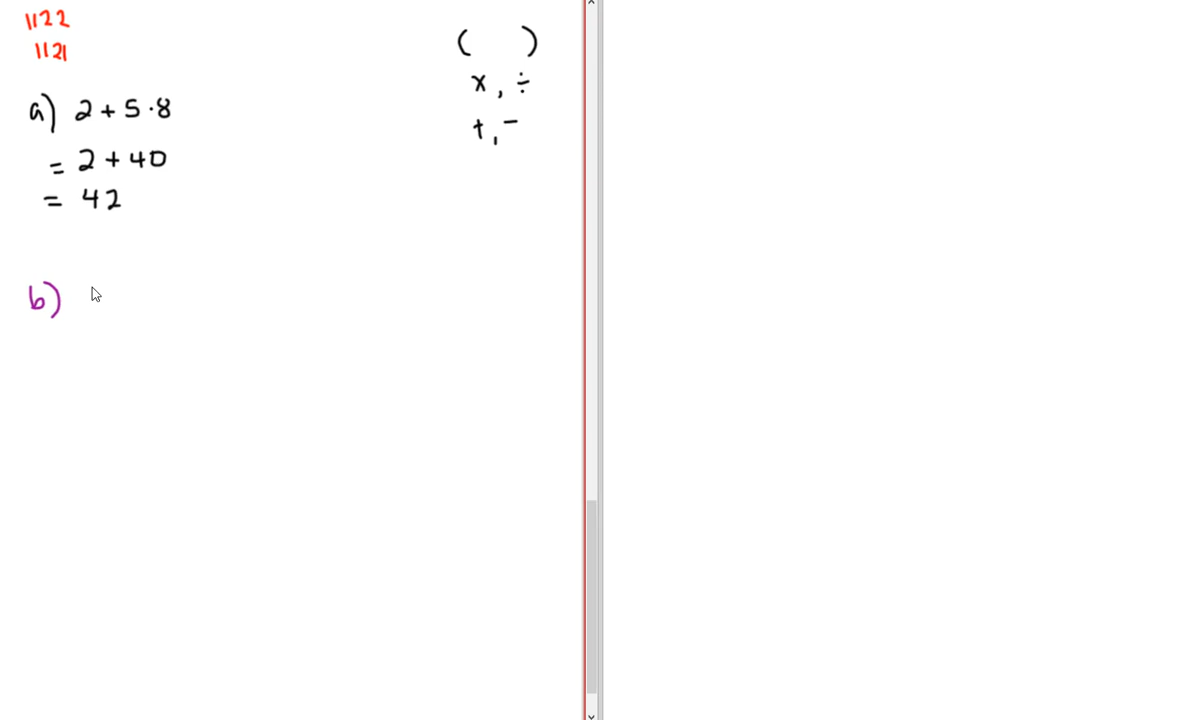 1122
1121
a) 2 + 5 · 8
= 2 + 40
= 42
b)
( )
x, ÷
+, -